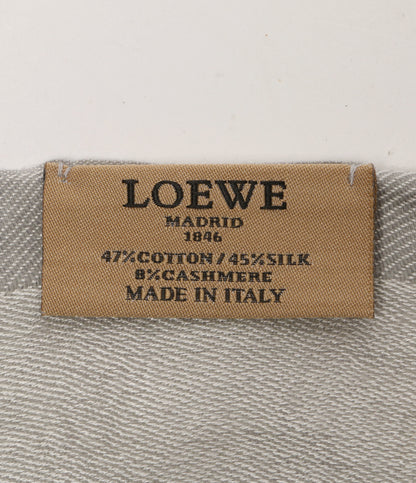 LOEWE
MADRID
1846
47%COTTON/45%SILK
8%CASHMERE
MADE IN ITALY